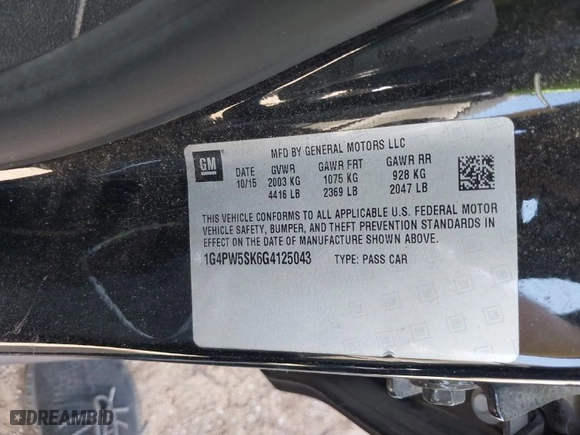 MFD BY GENERAL MOTORS LLC
GM
DATE GVWR GAWR FRT GAWR RR
10/15 2003 KG 1075 KG 928 KG
4416 LB 2369 LB 2047 LB
THIS VEHICLE CONFORMS TO ALL APPLICABLE U.S. FEDERAL MOTOR
VEHICLE SAFETY, BUMPER, AND THEFT PREVENTION STANDARDS IN
EFFECT ON THE DATE OF MANUFACTURE SHOWN ABOVE.
1G4PW5SK6G4125043 TYPE: PASS CAR
DREAMBID